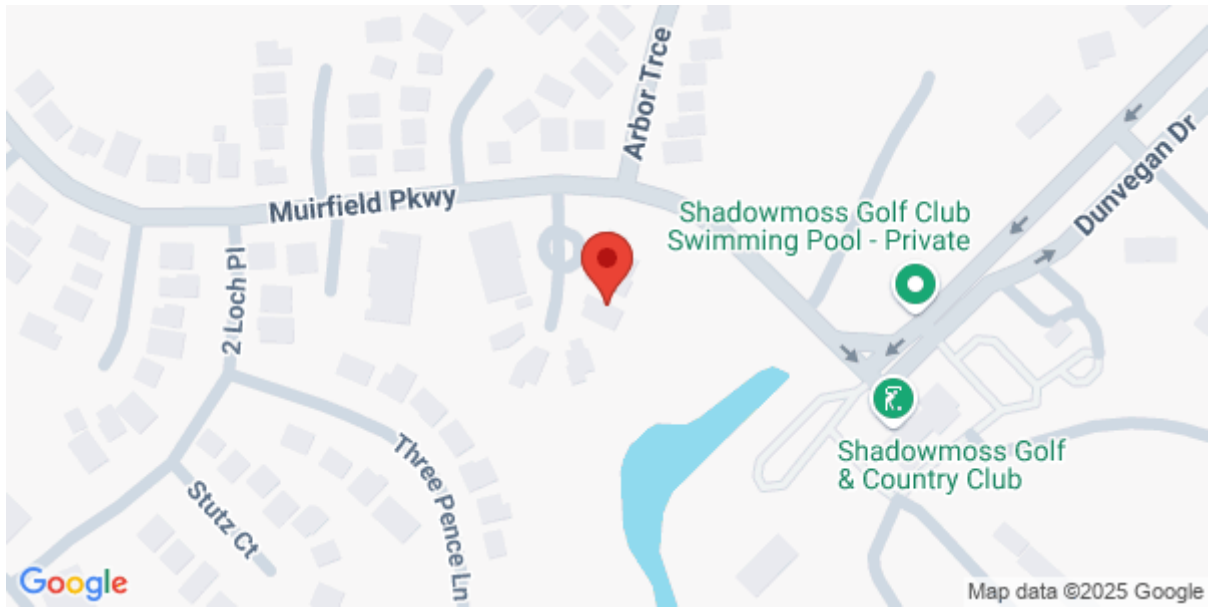 Arbor Trce
Muirfield Pkwy
Dunvegan Dr
Shadowmoss Golf Club
Swimming Pool - Private
2 Loch Pl
Shadowmoss Golf
& Country Club
Three Pence Ln
Stutz Ct
Google
Map data ©2025 Google